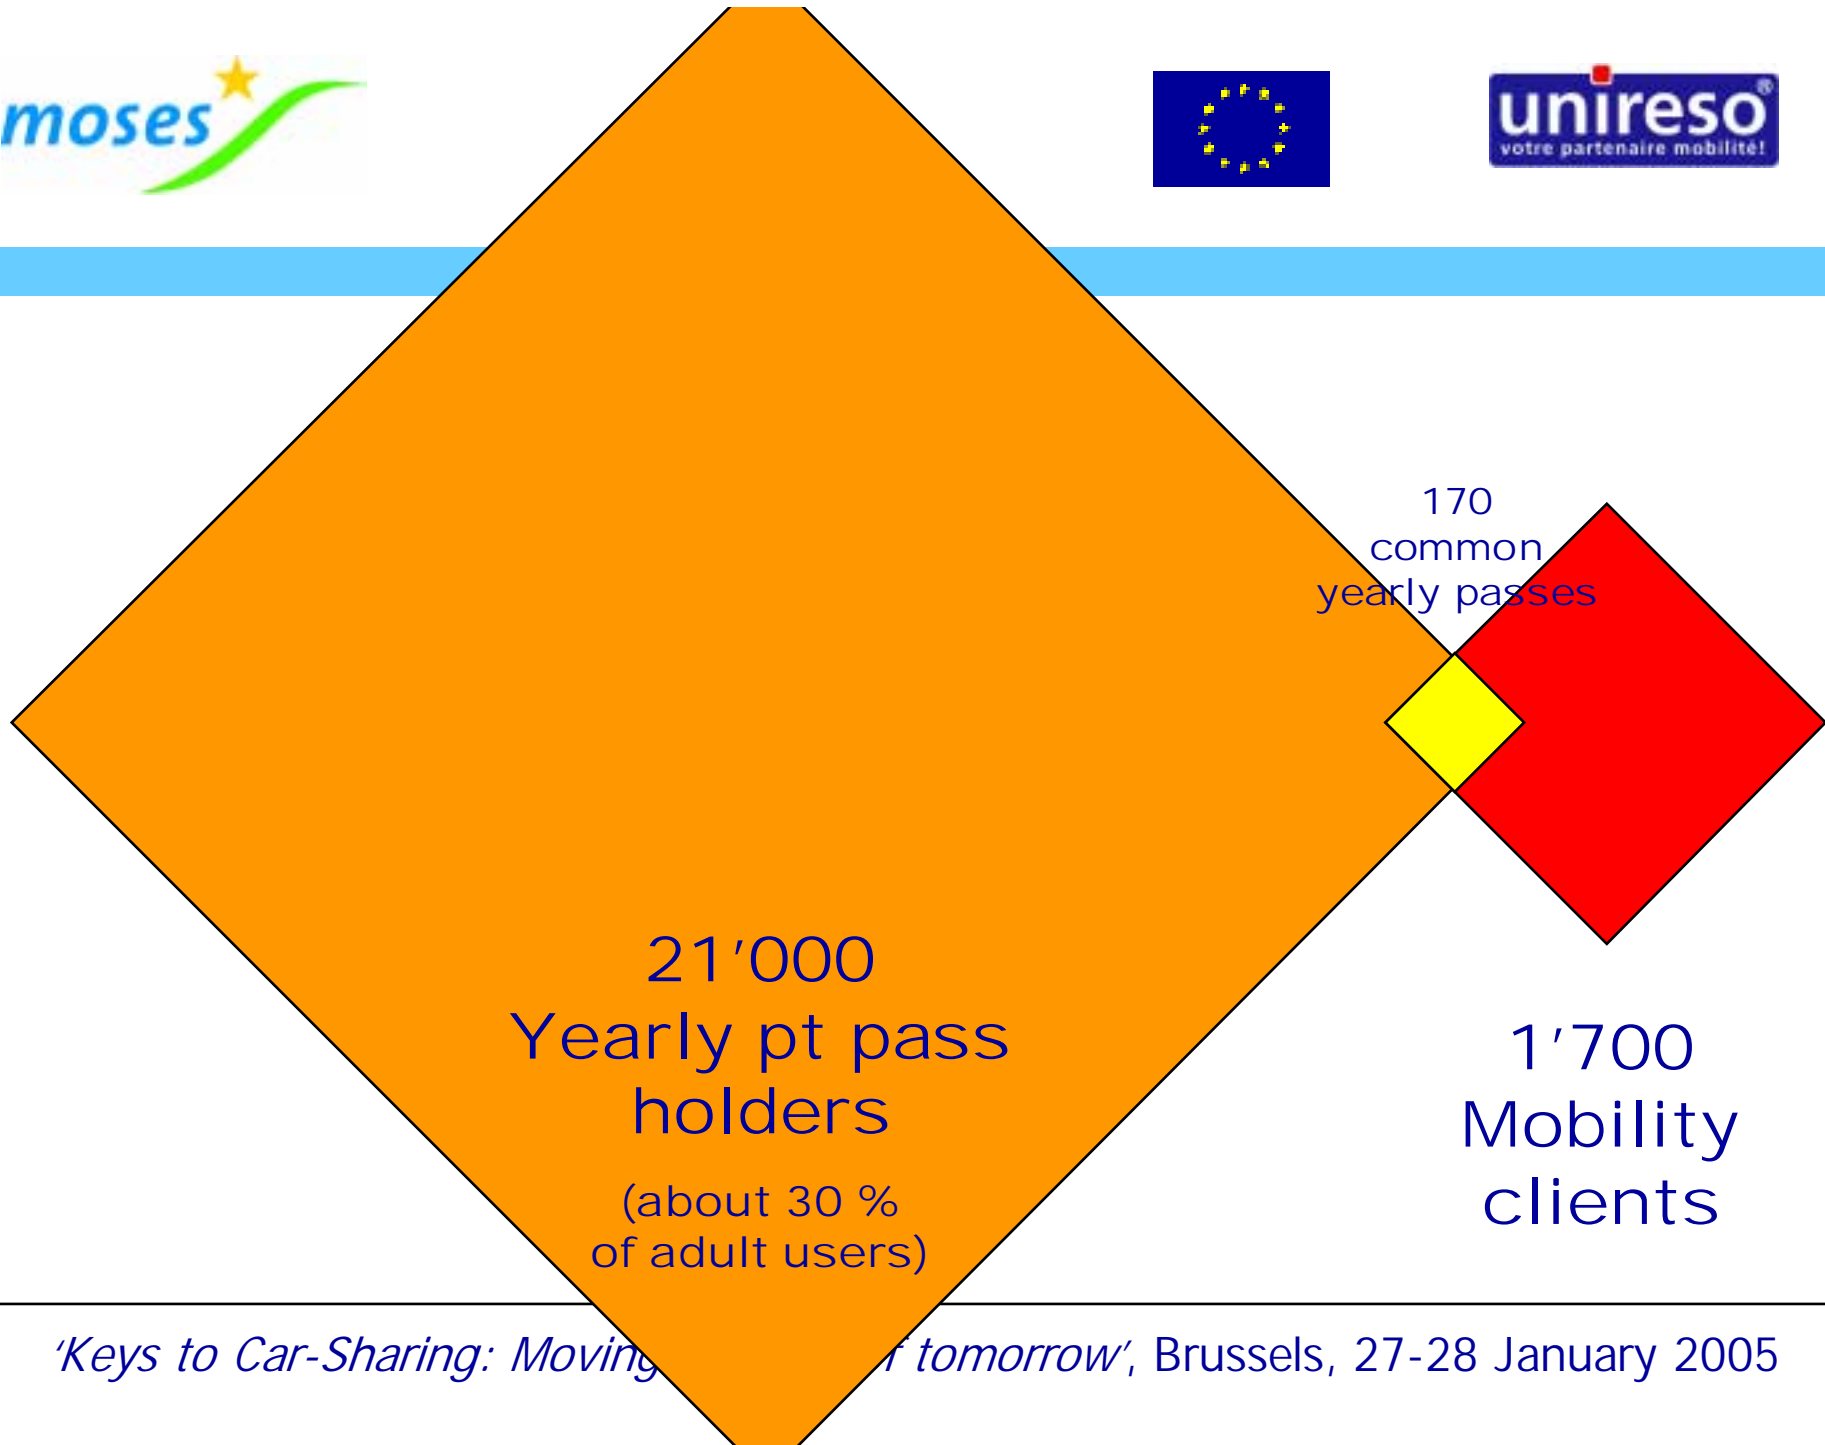 moses
unireso®
votre partenaire mobilité!
170
common
yearly passes
21'000
Yearly pt pass
holders
(about 30 %
of adult users)
1'700
Mobility
clients
'Keys to Car-Sharing: Moving tomorrow', Brussels, 27-28 January 2005